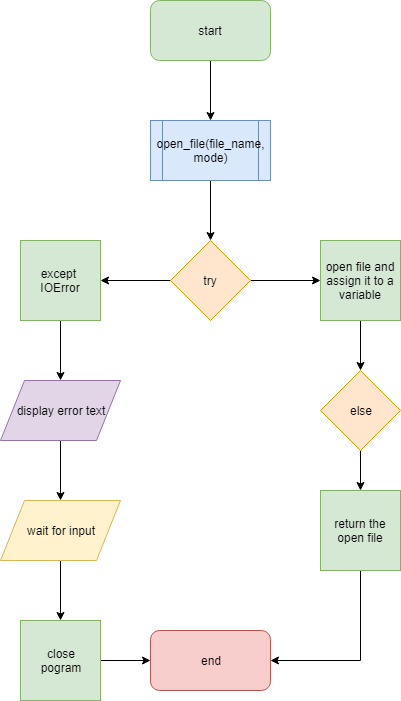 start
open_file(file_name,
mode)
except
IOError
try
open file and
assign it to a
variable
display error text
else
wait for input
return the
open file
close
pogram
end